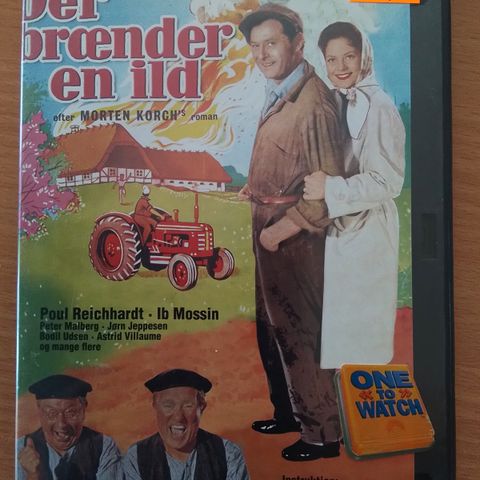 Der
brænder
en ild
efter MORTEN KORCH's roman
Poul Reichhardt · Ib Mossin
Peter Malberg · Jørn Jeppesen
Bodil Udsen · Astrid Villaume
og mange flere
ONE
TO
WATCH
Instruktion: